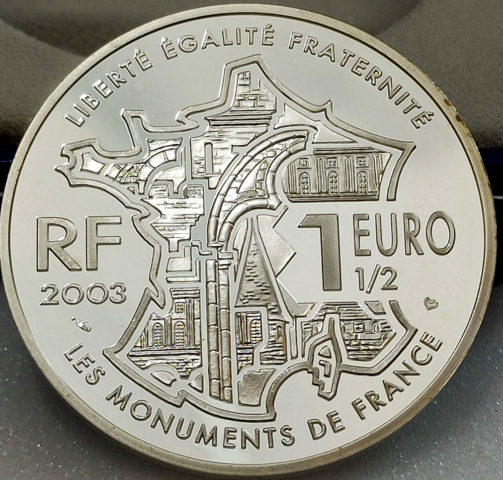 LIBERTÉ ÉGALITÉ FRATERNITÉ
RF 1 EURO
2003 1/2
LES MONUMENTS DE FRANCE